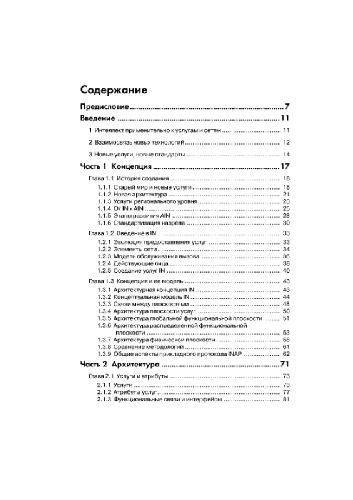 Содержание
Предисловие 7
Введение 11
1 Интеллект применительно к услугам и сетям 11
2 Взаимосвязь новых технологий 12
3 Новые услуги, новые стандарты 14
Часть 1 Концепция 17
Глава 1.1 История создания 18
1.1.1 Старый мир и новые услуги 18
1.1.2 Новая архитектура 21
1.1.3 Услуги регионального уровня 23
1.1.4 От IN к AIN 25
1.1.5 Эпатажная AIN 28
1.1.6 Стандартизация назрела 30
Глава 1.2 Введение в IN 33
1.2.1 Эволюция предоставления услуг 33
1.2.2 Элементы сети 34
1.2.3 Модель обслуживания вызова 36
1.2.4 Действующие лица 38
1.2.5 Создание услуг IN 40
Глава 1.3 Концепция и ее модель 43
1.3.1 Архитектурная концепция IN 43
1.3.2 Концептуальная модель IN 44
1.3.3 Связи между плоскостями 48
1.3.4 Архитектура плоскости услуг 50
1.3.5 Архитектура глобальной функциональной плоскости 51
1.3.6 Архитектура распределенной функциональной
плоскости 53
1.3.7 Архитектура физической плоскости 56
1.3.8 Сравнение методологий 61
1.3.9 Общие аспекты прикладного протокола INAP 62
Часть 2 Архитектура 71
Глава 2.1 Услуги и атрибуты 73
2.1.1 Услуги 73
2.1.2 Атрибуты услуг 77
2.1.3 Функциональные связи и интерфейсы 81